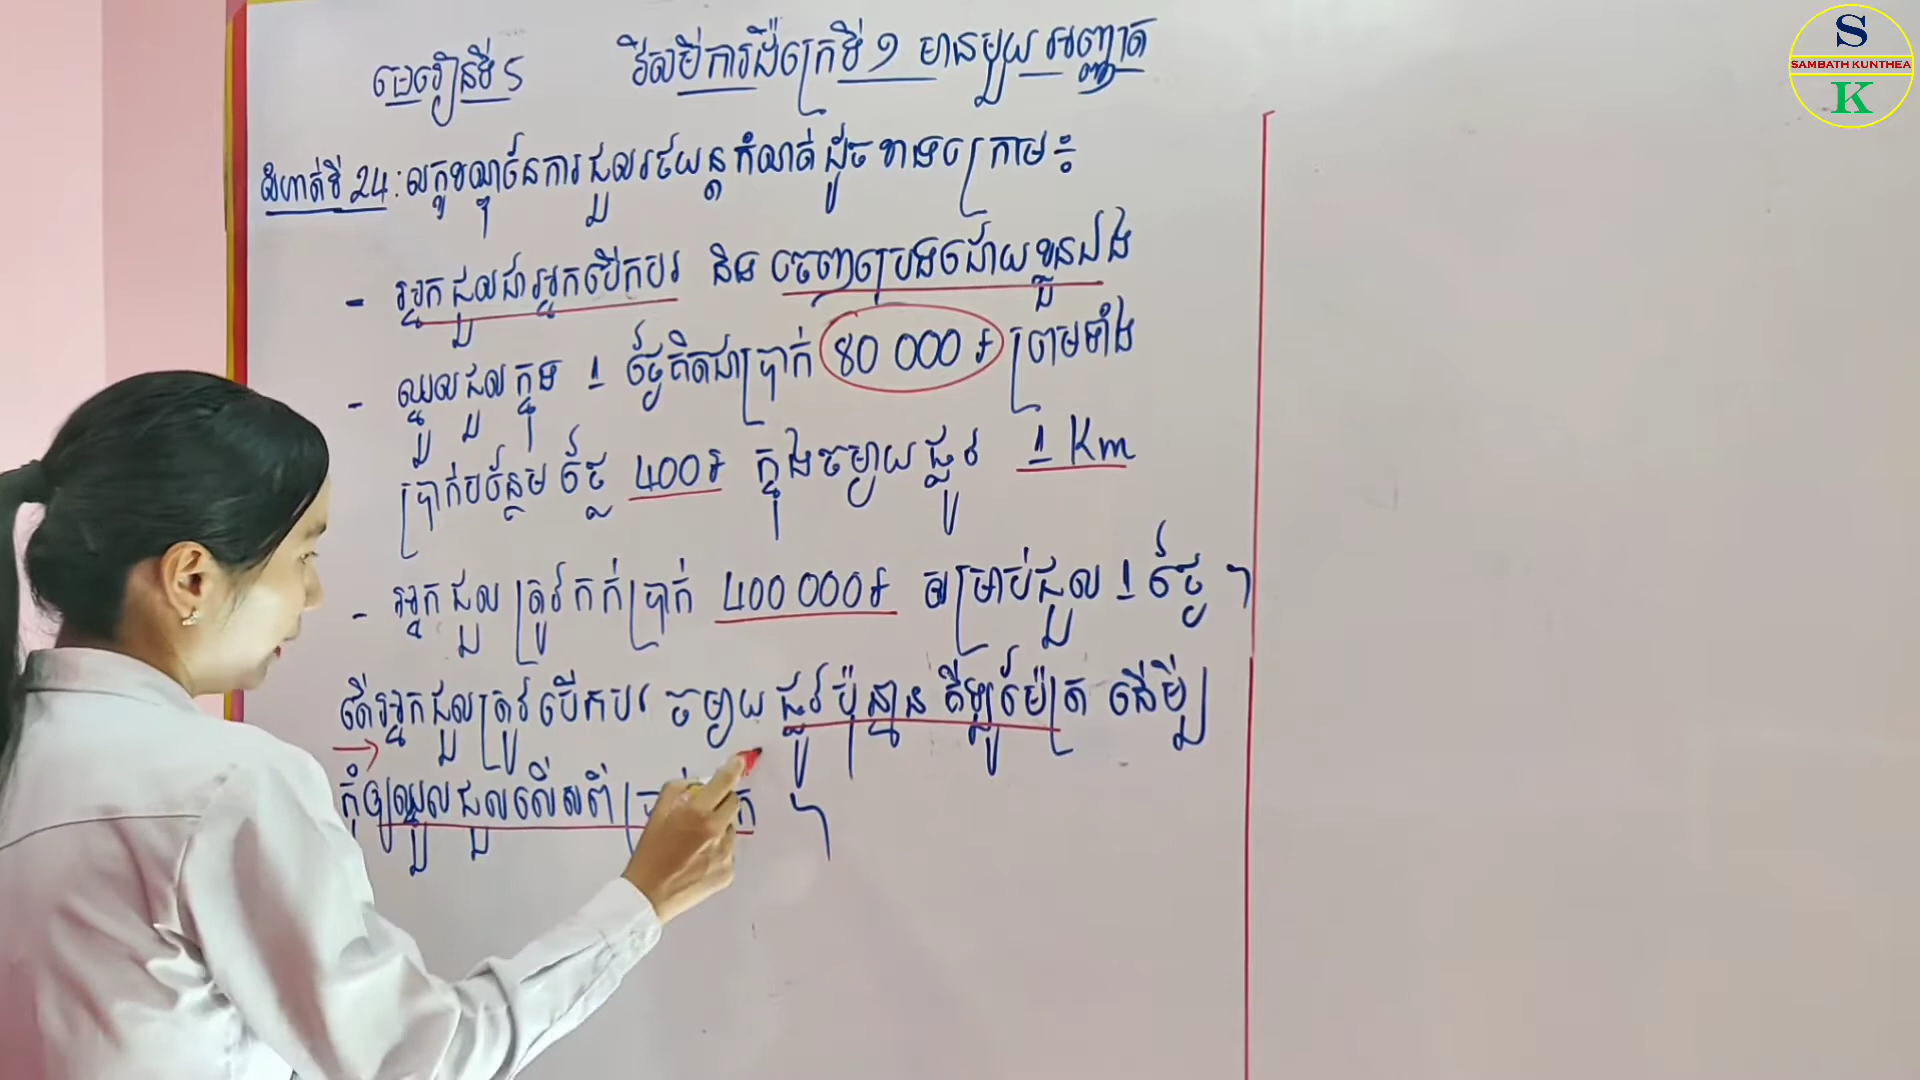 មេរៀនទី 5 វិសមីការដឺក្រេទី ១ មានមួយអញ្ញាត
លំហាត់ទី 24 : លក្ខខណ្ឌនៃការជួលរថយន្តកំណត់ដូចខាងក្រោម ៖
- អ្នកជួលជាអ្នកបើកបរ និង ចេញប្រេងដោយខ្លួនឯង
- ឈ្នួលជួលក្នុង 1 ថ្ងៃគិតជាប្រាក់ 80 000 ៛ ព្រមទាំង
ប្រាក់បន្ថែមថ្លៃ 400៛ ក្នុងចម្ងាយផ្លូវ 1 Km
- អ្នកជួលត្រូវកក់ប្រាក់ 400 000៛ សម្រាប់ជួល 1 ថ្ងៃ ។
តើអ្នកជួលត្រូវបើកបរ ចម្ងាយផ្លូវប៉ុន្មានគីឡូម៉ែត្រ ដើម្បី
កុំឲ្យឈ្នួលជួលលើសពី ។
S
SAMBATH KUNTHEA
K